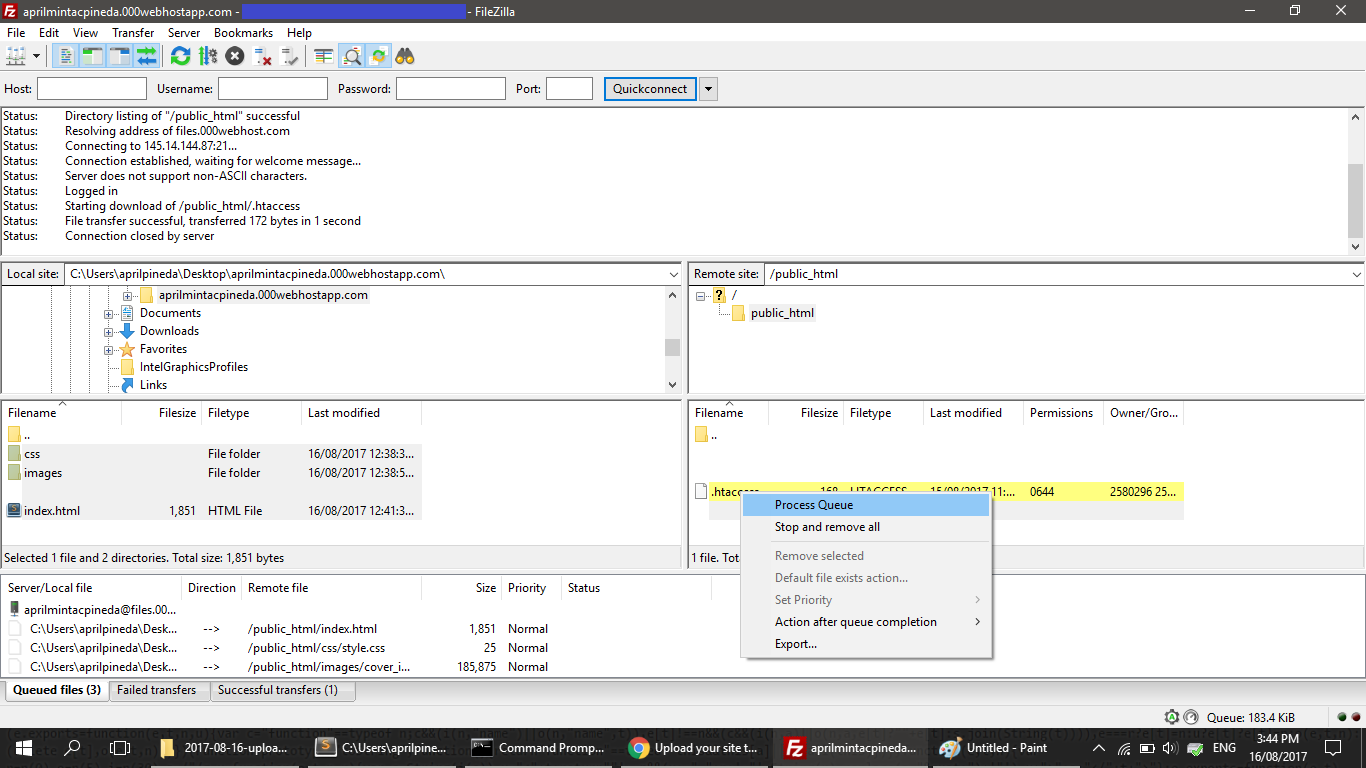 aprilmintacpineda.000webhostapp.com - - FileZilla
File Edit View Transfer Server Bookmarks Help
Host: Username: Password: Port: Quickconnect
Status: Directory listing of "/public_html" successful
Status: Resolving address of files.000webhost.com
Status: Connecting to 145.14.144.87:21...
Status: Connection established, waiting for welcome message...
Status: Server does not support non-ASCII characters.
Status: Logged in
Status: Starting download of /public_html/.htaccess
Status: File transfer successful, transferred 172 bytes in 1 second
Status: Connection closed by server
Local site: C:\Users\aprilpineda\Desktop\aprilmintacpineda.000webhostapp.com\
aprilmintacpineda.000webhostapp.com
Documents
Downloads
Favorites
IntelGraphicsProfiles
Links
Remote site: /public_html
/
public_html
Filename Filesize Filetype Last modified
..
css File folder 16/08/2017 12:38:3...
images File folder 16/08/2017 12:38:5...
index.html 1,851 HTML File 16/08/2017 12:41:3...
Selected 1 file and 2 directories. Total size: 1,851 bytes
Filename Filesize Filetype Last modified Permissions Owner/Gro...
..
.htaccess 168 HTACCESS 15/08/2017 11:... 0644 2580296 25...
1 file. Tot
Process Queue
Stop and remove all
Remove selected
Default file exists action...
Set Priority
Action after queue completion
Export...
Server/Local file Direction Remote file Size Priority Status
aprilmintacpineda@files.00...
C:\Users\aprilpineda\Desk... --> /public_html/index.html 1,851 Normal
C:\Users\aprilpineda\Desk... --> /public_html/css/style.css 25 Normal
C:\Users\aprilpineda\Desk... --> /public_html/images/cover_i... 185,875 Normal
Queued files (3) Failed transfers Successful transfers (1)
Queue: 183.4 KiB
2017-08-16-uploa... C:\Users\aprilpine... Command Promp... Upload your site t... aprilmintacpineda... Untitled - Paint ENG 3:44 PM
16/08/2017